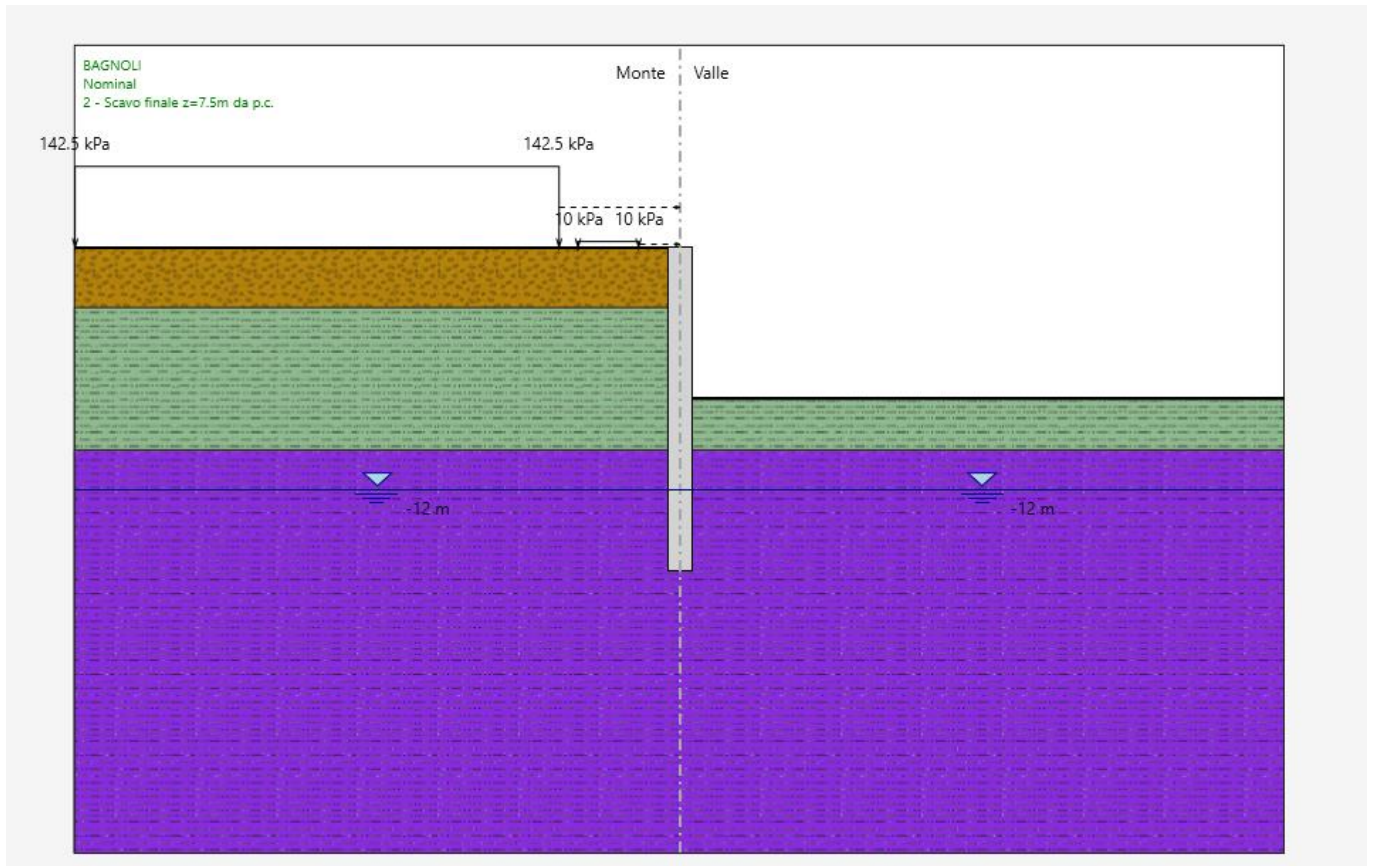 BAGNOLI
Nominal
2 - Scavo finale z=7.5m da p.c.
Monte
Valle
142.5 kPa
142.5 kPa
10 kPa
10 kPa
-12 m
-12 m